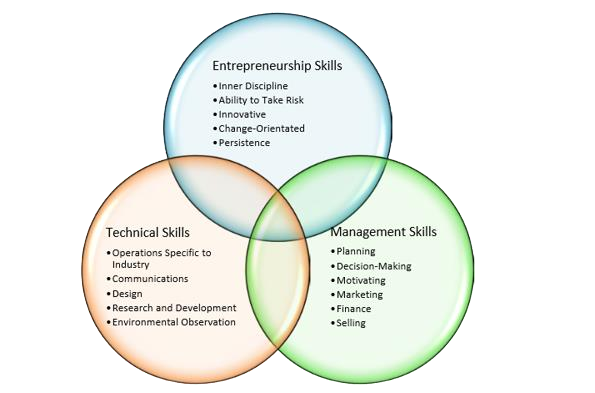 Entrepreneurship Skills
•Inner Discipline
•Ability to Take Risk
•Innovative
•Change-Orientated
•Persistence
Technical Skills
•Operations Specific to
Industry
•Communications
•Design
•Research and Development
•Environmental Observation
Management Skills
•Planning
•Decision-Making
•Motivating
•Marketing
•Finance
•Selling